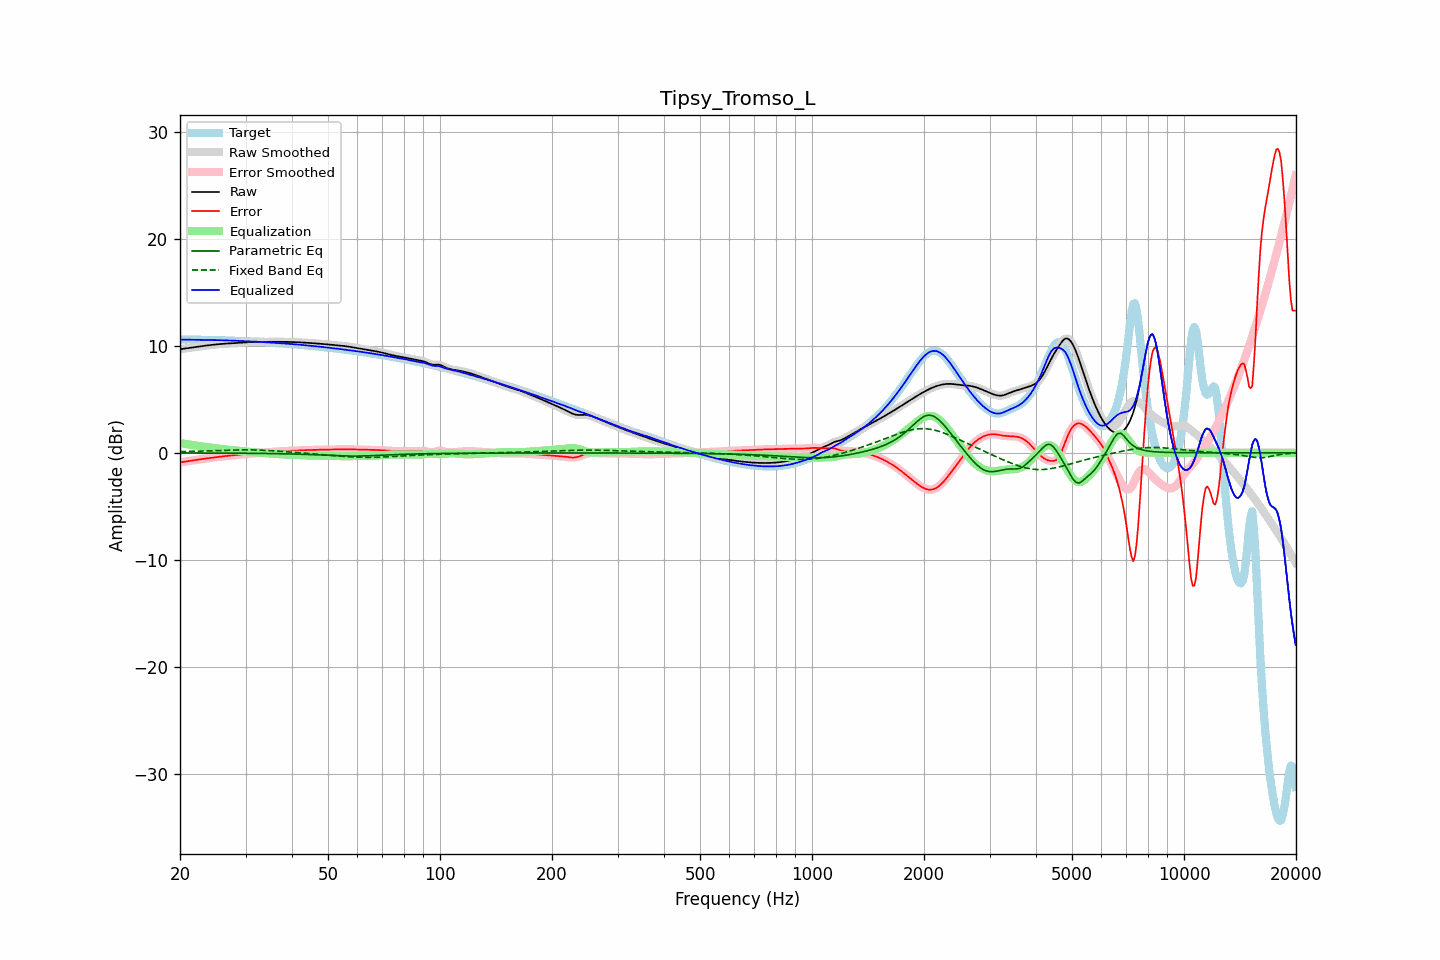 Tipsy_Tromso_L
Target
Raw Smoothed
Error Smoothed
Raw
Error
Equalization
Parametric Eq
Fixed Band Eq
Equalized
30
20
10
0
−10
−20
−30
Amplitude (dBr)
20 50 100 200 500 1000 2000 5000 10000 20000
Frequency (Hz)